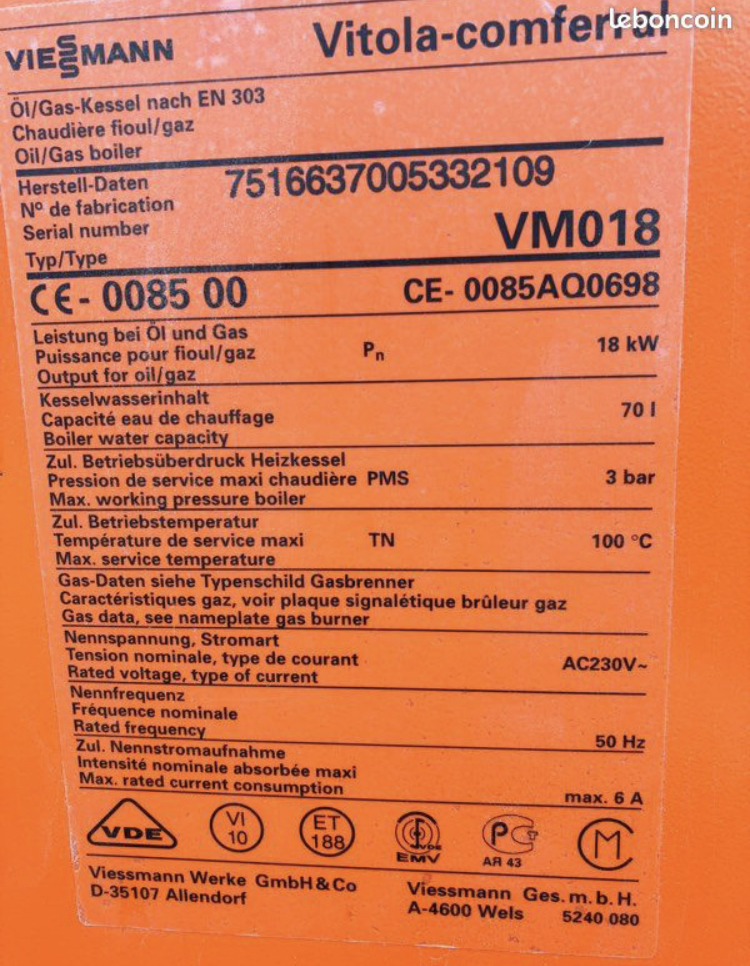 leboncoin
VIESSMANN
Vitola-comferral
Öl/Gas-Kessel nach EN 303
Chaudière fioul/gaz
Oil/Gas boiler
Herstell-Daten
Nº de fabrication
Serial number
7516637005332109
Typ/Type
VM018
CE - 0085 00
CE- 0085AQ0698
Leistung bei Öl und Gas
Puissance pour fioul/gaz
Output for oil/gaz
Pn
18 kW
Kesselwasserinhalt
Capacité eau de chauffage
Boiler water capacity
70 l
Zul. Betriebsüberdruck Heizkessel
Pression de service maxi chaudière PMS
Max. working pressure boiler
3 bar
Zul. Betriebstemperatur
Température de service maxi
Max. service temperature
TN
100 °C
Gas-Daten siehe Typenschild Gasbrenner
Caractéristiques gaz, voir plaque signalétique brûleur gaz
Gas data, see nameplate gas burner
Nennspannung, Stromart
Tension nominale, type de courant
Rated voltage, type of current
AC230V~
Nennfrequenz
Fréquence nominale
Rated frequency
50 Hz
Zul. Nennstromaufnahme
Intensité nominale absorbée maxi
Max. rated current consumption
max. 6 A
VDE
VI
10
ET
188
VDE
EMV
РСТ
АЯ 43
M
Viessmann Werke GmbH&Co
D-35107 Allendorf
Viessmann Ges. m. b. H.
A-4600 Wels
5240 080